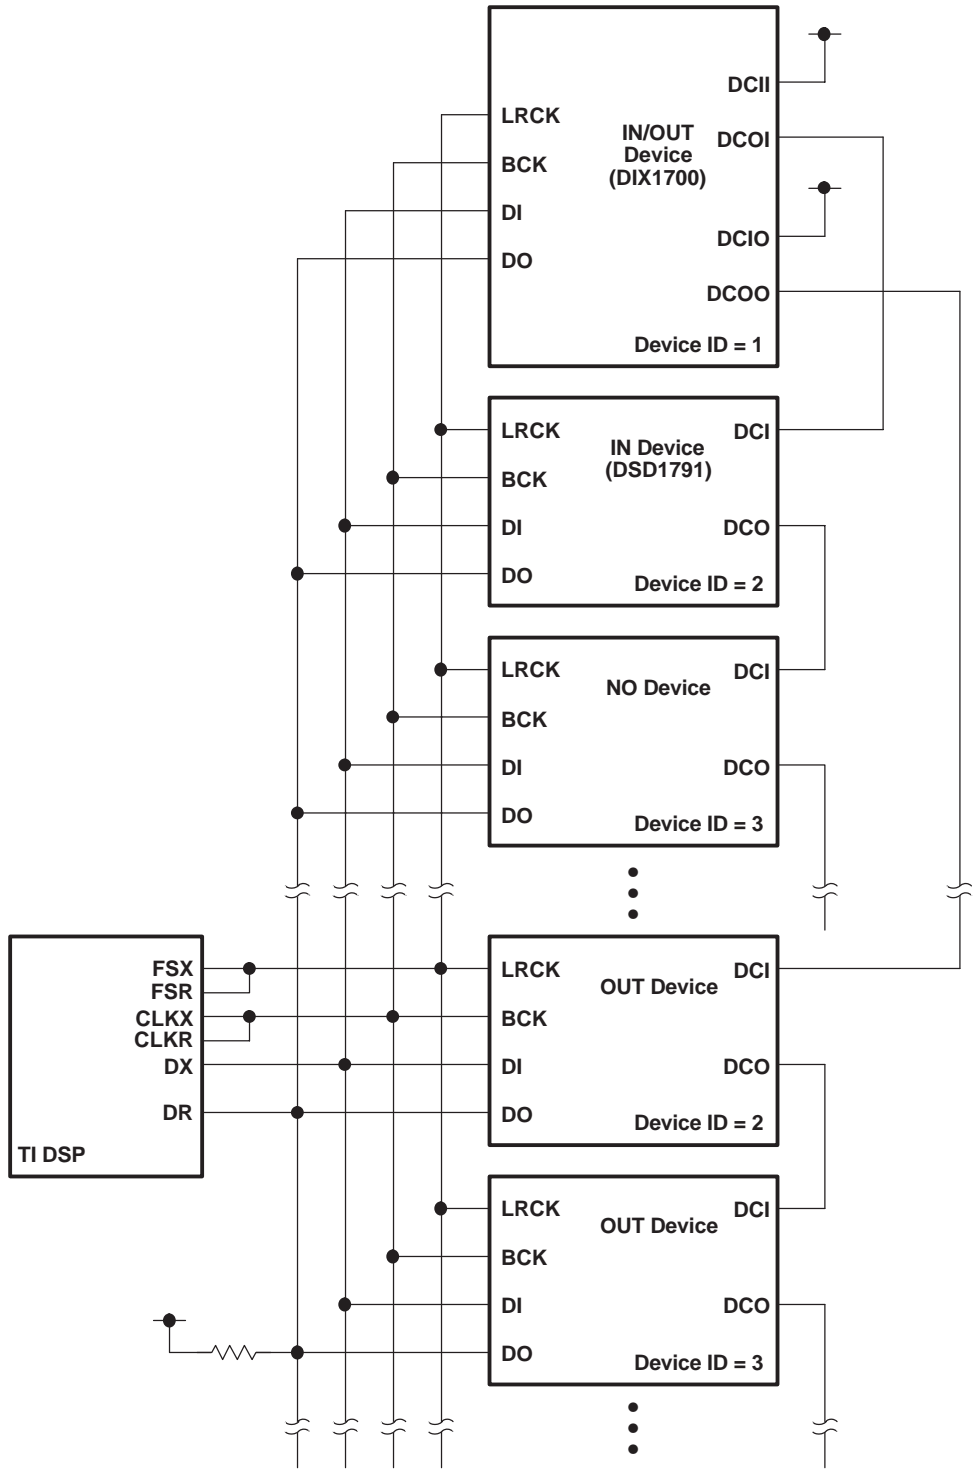 DCII
LRCK
IN/OUT
Device
(DIX1700)
DCOI
BCK
DI
DCIO
DO
DCOO
Device ID = 1
LRCK
IN Device
(DSD1791)
DCI
BCK
DI
DCO
DO
Device ID = 2
LRCK
NO Device
DCI
BCK
DI
DCO
DO
Device ID = 3
FSX
FSR
CLKX
CLKR
DX
DR
TI DSP
LRCK
OUT Device
DCI
BCK
DI
DCO
DO
Device ID = 2
LRCK
OUT Device
DCI
BCK
DI
DCO
DO
Device ID = 3